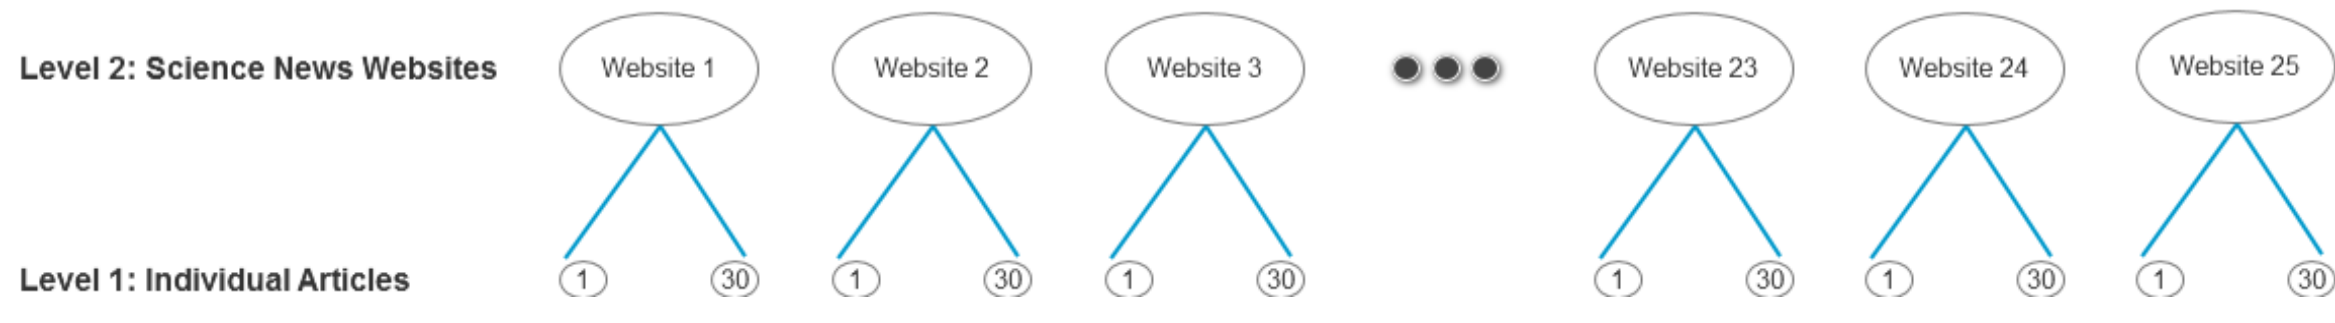 Level 2: Science News Websites Website 1 Website 2 Website 3 Website 23 Website 24 Website 25
Level 1: Individual Articles 1 30 1 30 1 30 1 30 1 30 1 30